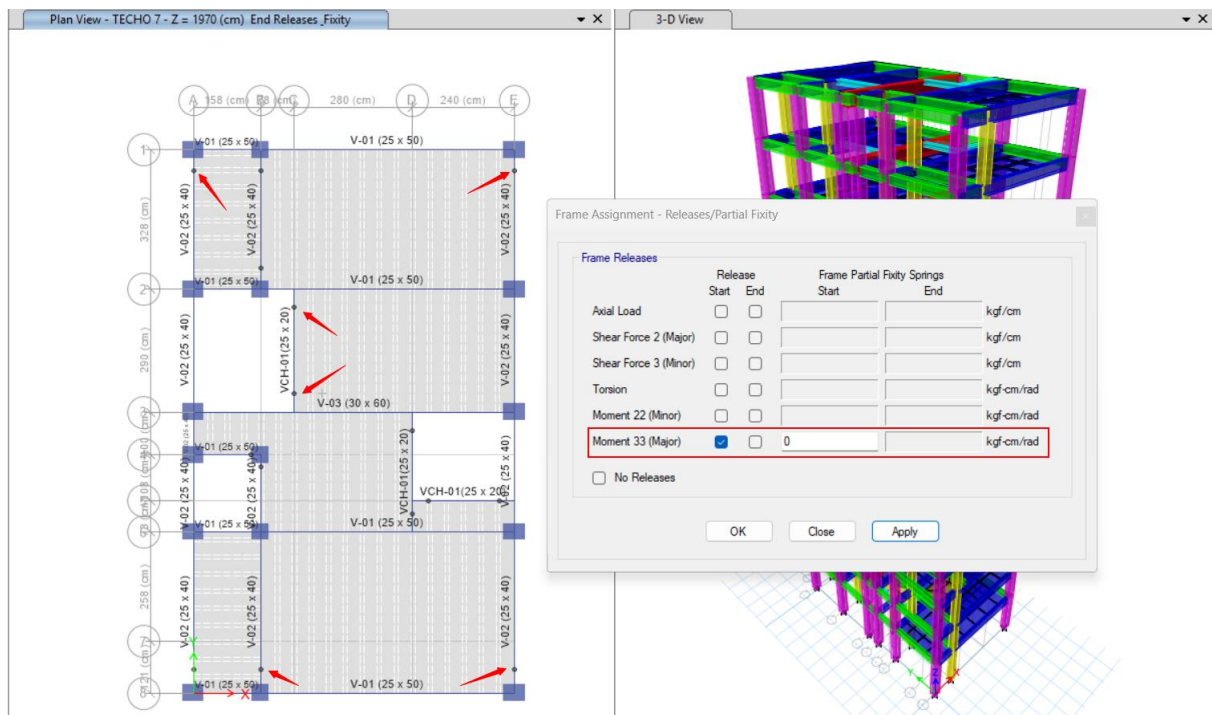 Plan View - TECHO 7 - Z = 1970 (cm) End Releases ,Fixity
3-D View
A
B
C
D
E
158 (cm)
280 (cm)
240 (cm)
V-01 (25 x 50)
V-01 (25 x 50)
1
328 (cm)
V-02 (25 x 40)
V-02 (25 x 40)
V-02 (25 x 40)
2
V-01 (25 x 50)
V-01 (25 x 50)
290 (cm)
V-02 (25 x 40)
VCH-01(25 x 20)
V-02 (25 x 40)
V-03 (30 x 60)
V-01 (25 x 50)
V-02 (25 x 40)
V-02 (25 x 40)
VCH-01(25 x 20)
VCH-01(25 x 20)
V-02 (25 x 40)
V-01 (25 x 50)
V-01 (25 x 50)
258 (cm)
V-02 (25 x 40)
V-02 (25 x 40)
V-02 (25 x 40)
7
Y
V-01 (25 x 50)
X
V-01 (25 x 50)
Frame Assignment - Releases/Partial Fixity
Frame Releases
Release
Frame Partial Fixity Springs
Start
End
Start
End
Axial Load
kgf/cm
Shear Force 2 (Major)
kgf/cm
Shear Force 3 (Minor)
kgf/cm
Torsion
kgf-cm/rad
Moment 22 (Minor)
kgf-cm/rad
Moment 33 (Major)
0
kgf-cm/rad
No Releases
OK
Close
Apply
Y
Z
X